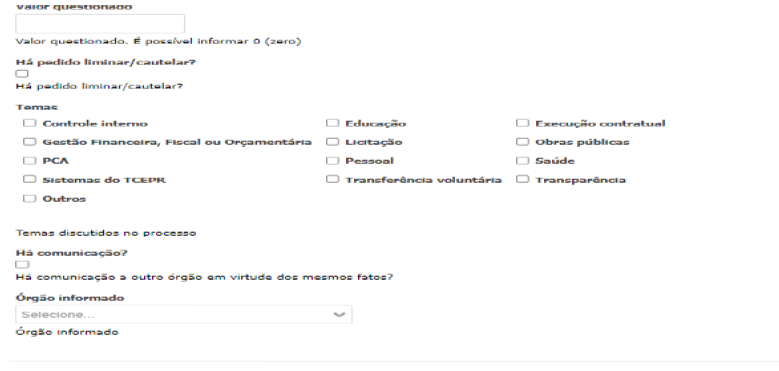 Valor questionado
Valor questionado. É possível informar 0 (zero)
Há pedido liminar/cautelar?
Há pedido liminar/cautelar?
Temas
Controle interno Educação Execução contratual
Gestão Financeira, Fiscal ou Orçamentária Licitação Obras públicas
PCA Pessoal Saúde
Sistemas do TCEPR Transferência voluntária Transparência
Outros
Temas discutidos no processo
Há comunicação?
Há comunicação a outro órgão em virtude dos mesmos fatos?
Órgão informado
Selecione...
Órgão informado